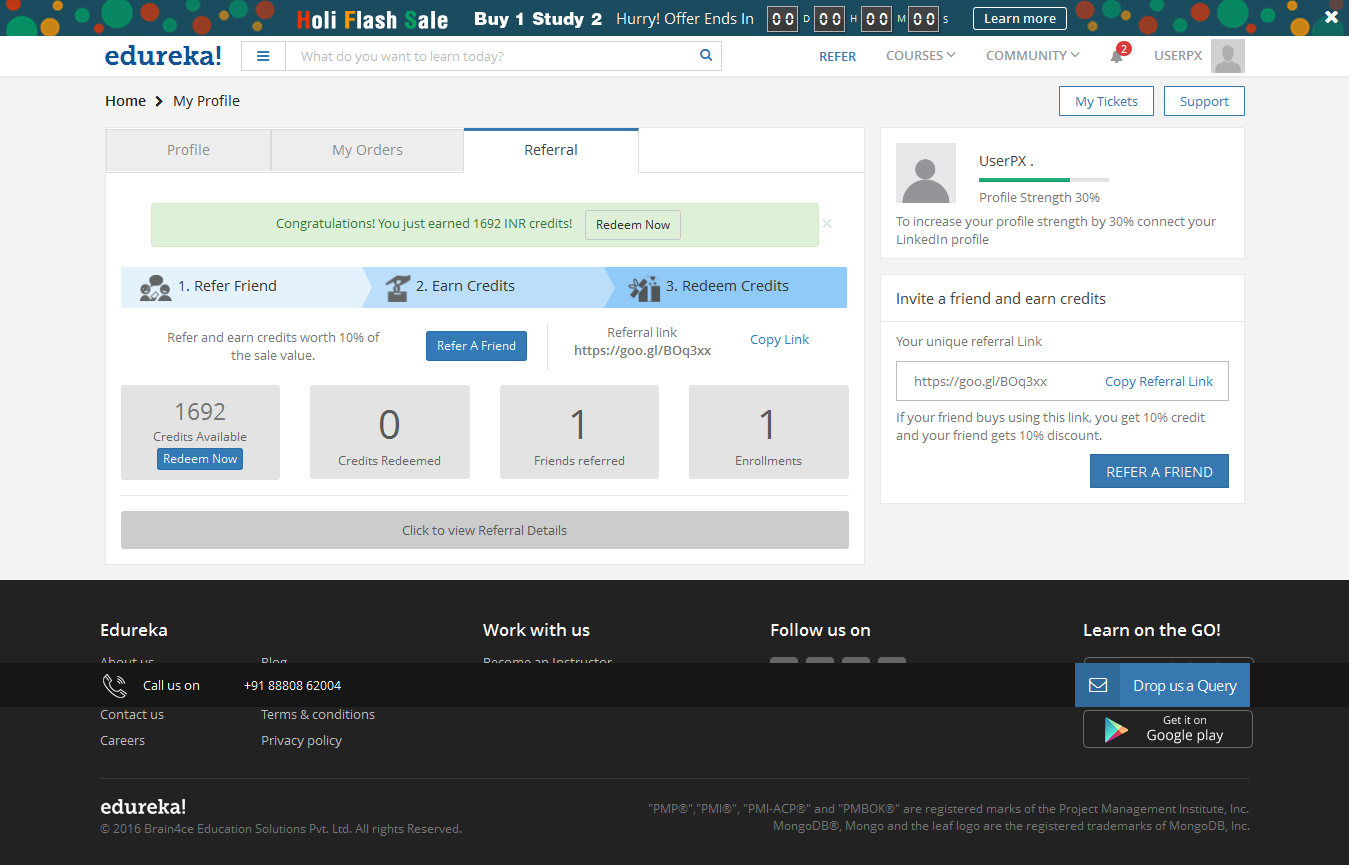 Holi Flash Sale Buy 1 Study 2 Hurry! Offer Ends In 00 D 00 H 00 M 00 S Learn more
edureka! What do you want to learn today? REFER COURSES COMMUNITY 2 USERPX
Home My Profile My Tickets Support
Profile My Orders Referral
Congratulations! You just earned 1692 INR credits! Redeem Now
1. Refer Friend 2. Earn Credits 3. Redeem Credits
Refer and earn credits worth 10% of
the sale value.
Refer A Friend
Referral link
https://goo.gl/BOq3xx
Copy Link
1692
Credits Available
Redeem Now
0
Credits Redeemed
1
Friends referred
1
Enrollments
Click to view Referral Details
UserPX .
Profile Strength 30%
To increase your profile strength by 30% connect your
LinkedIn profile
Invite a friend and earn credits
Your unique referral Link
https://goo.gl/BOq3xx Copy Referral Link
If your friend buys using this link, you get 10% credit
and your friend gets 10% discount.
REFER A FRIEND
Edureka Work with us Follow us on Learn on the GO!
About us Blog Become an Instructor
Call us on +91 88808 62004 Drop us a Query
Contact us Terms & conditions
Careers Privacy policy
Get it on
Google play
edureka!
© 2016 Brain4ce Education Solutions Pvt. Ltd. All rights Reserved.
"PMP®","PMI®", "PMI-ACP®" and "PMBOK®" are registered marks of the Project Management Institute, Inc.
MongoDB®, Mongo and the leaf logo are the registered trademarks of MongoDB, Inc.